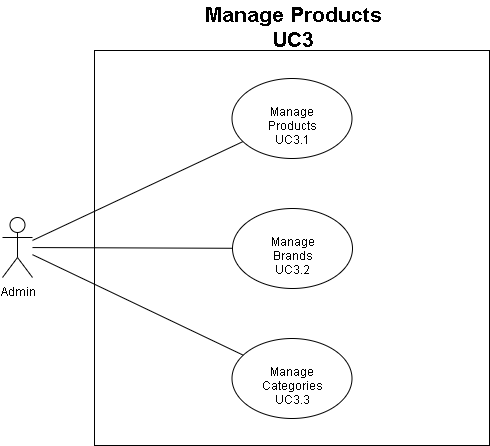 Manage Products
UC3
Manage
Products
UC3.1
Manage
Brands
UC3.2
Admin
Manage
Categories
UC3.3